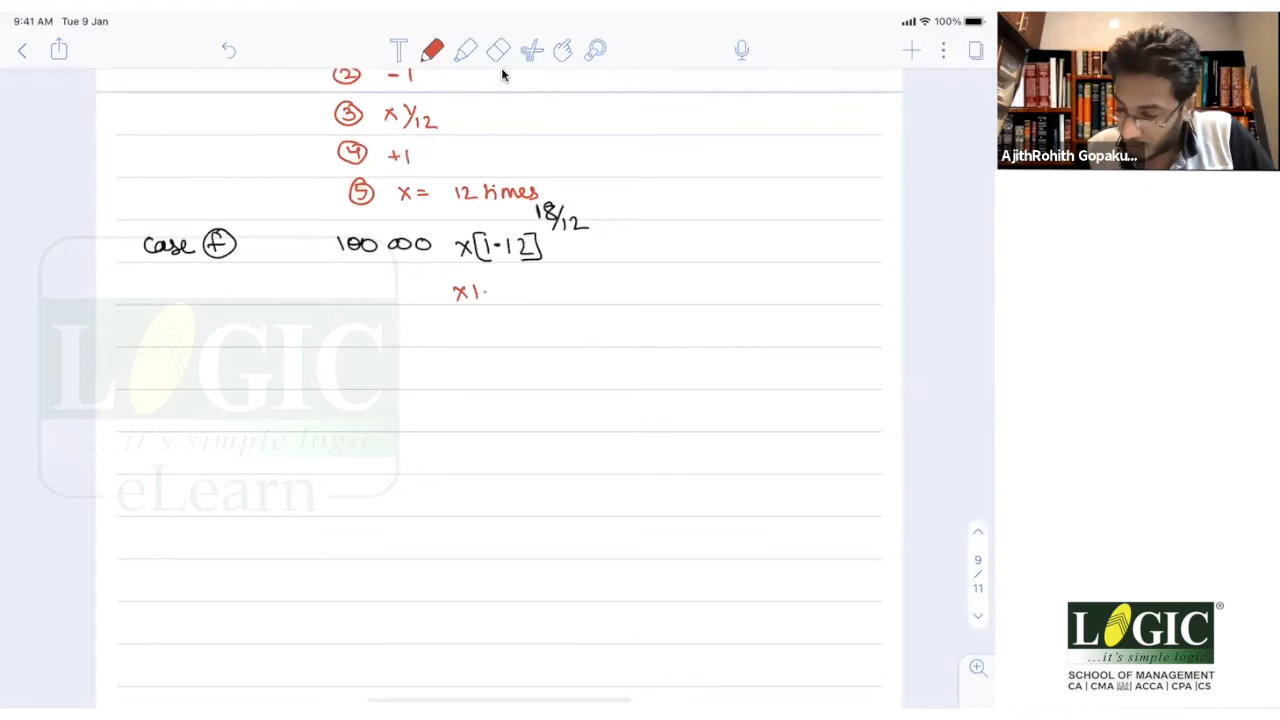 9:41 AM Tue 9 Jan
100%
② - 1
③ x 1/12
④ +1
⑤ x = 12 times
case ⓕ 100 000 x[1·12]^18/12
x1·
LOGIC
...it's simple logic
eLearn
AjithRohith Gopaku...
9
/
11
LOGIC®
...it's simple logic
SCHOOL OF MANAGEMENT
CA | CMA | ACCA | CPA | CS